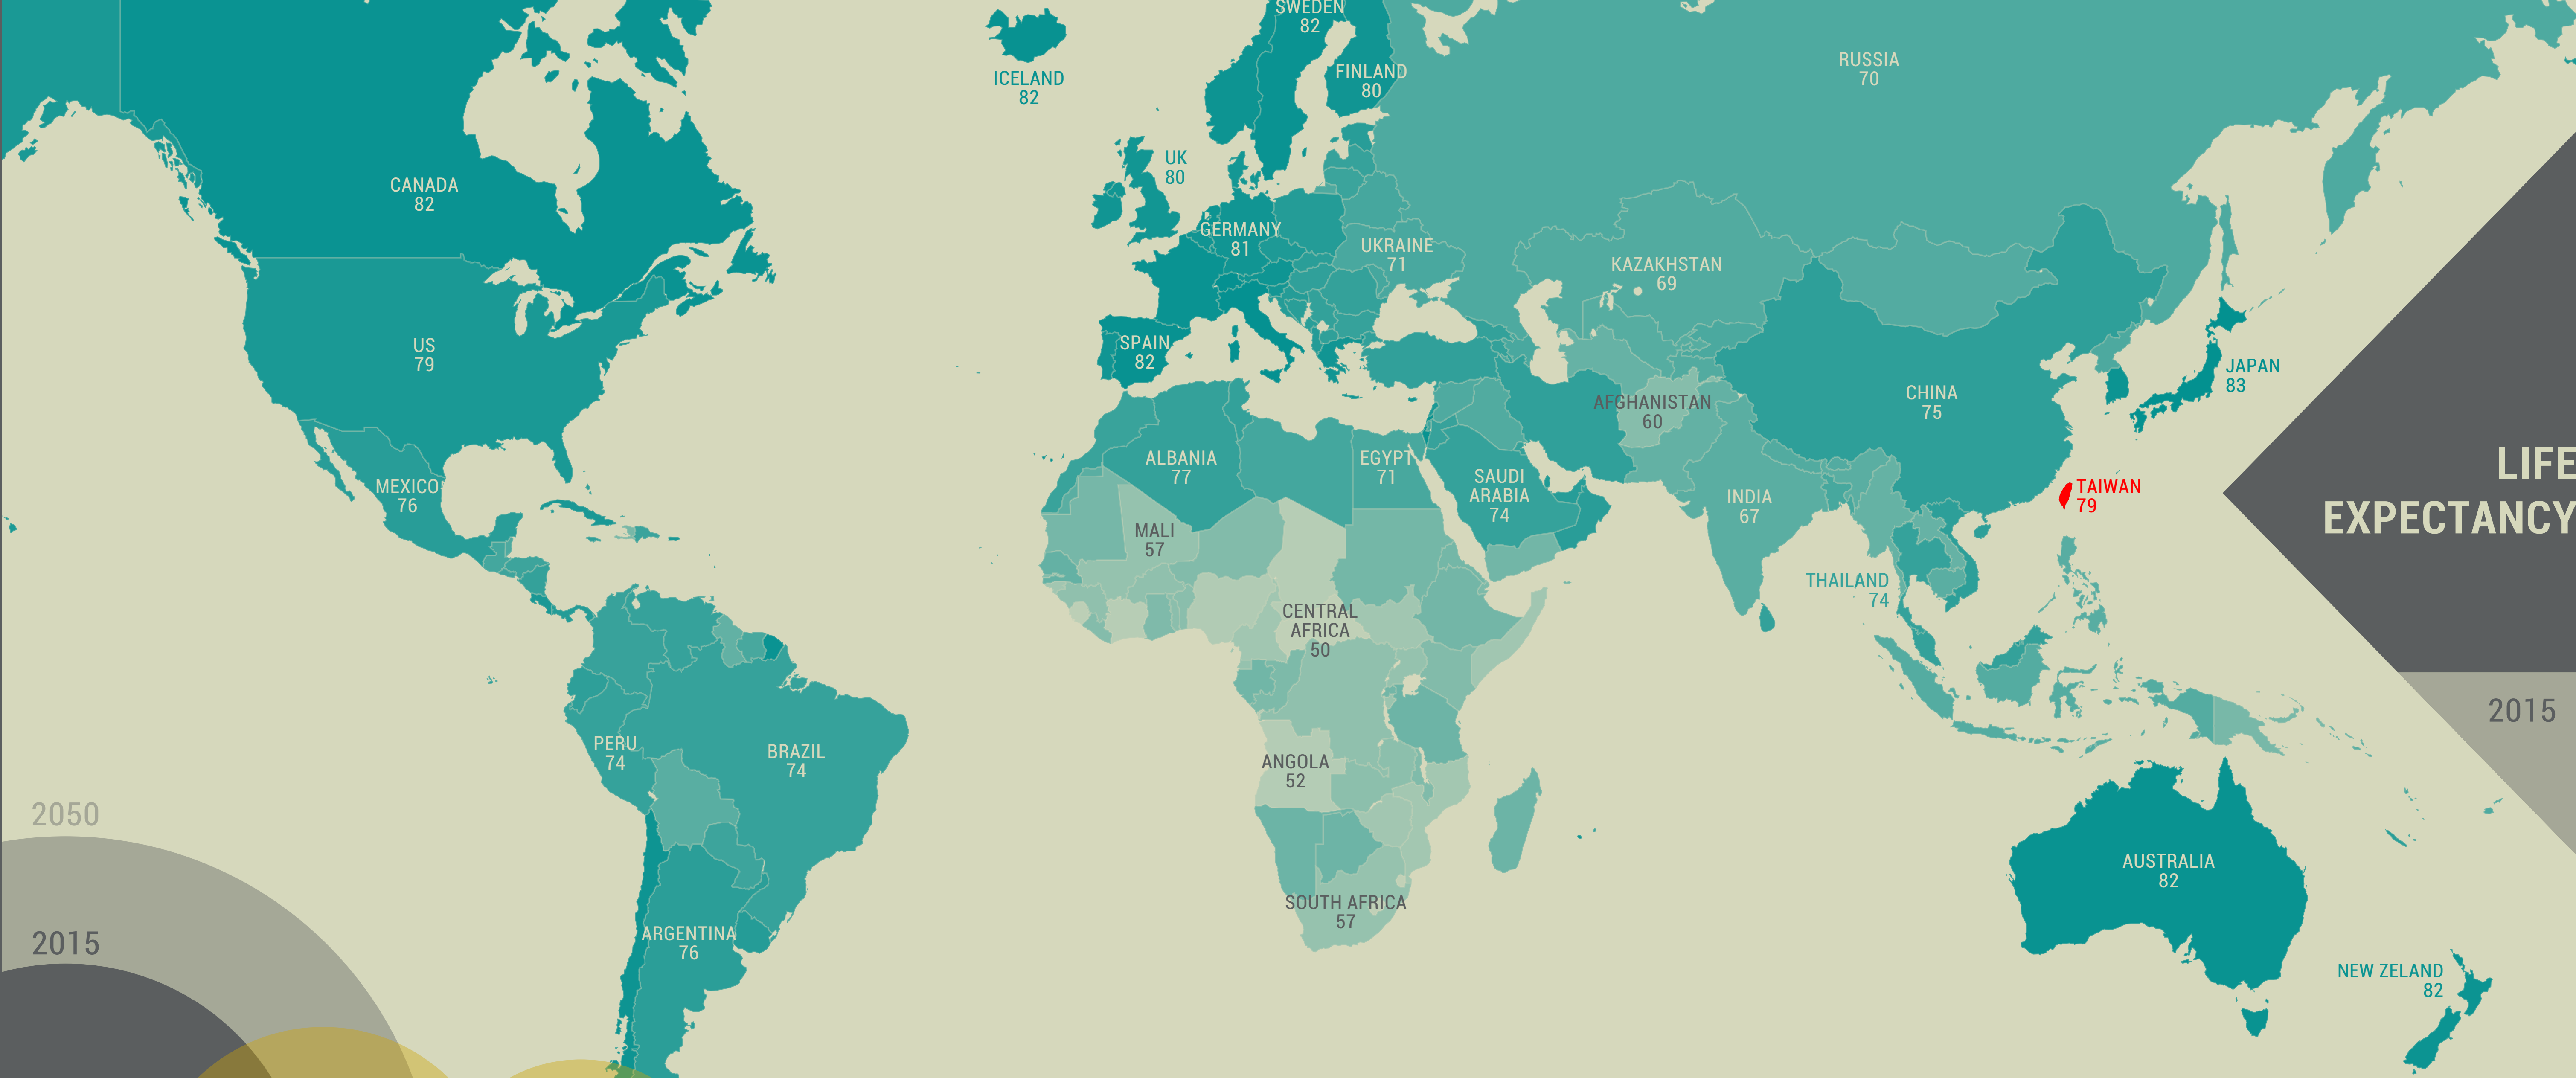 SWEDEN
82
ICELAND
82
FINLAND
80
RUSSIA
70
UK
80
CANADA
82
GERMANY
81
UKRAINE
71
KAZAKHSTAN
69
US
79
SPAIN
82
JAPAN
83
AFGHANISTAN
60
CHINA
75
MEXICO
76
ALBANIA
77
EGYPT
71
SAUDI
ARABIA
74
INDIA
67
TAIWAN
79
LIFE
EXPECTANCY
MALI
57
THAILAND
74
CENTRAL
AFRICA
50
2015
PERU
74
BRAZIL
74
ANGOLA
52
2050
AUSTRALIA
82
SOUTH AFRICA
57
2015
ARGENTINA
76
NEW ZELAND
82